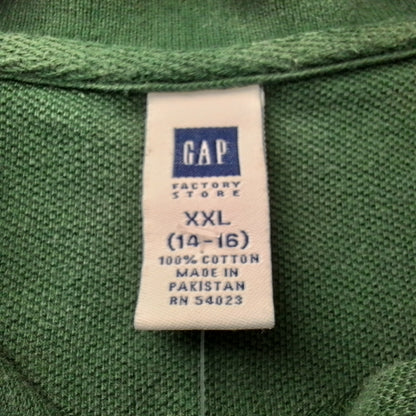 GAP
FACTORY
STORE
XXL
(14-16)
100% COTTON
MADE IN
PAKISTAN
RN 54023